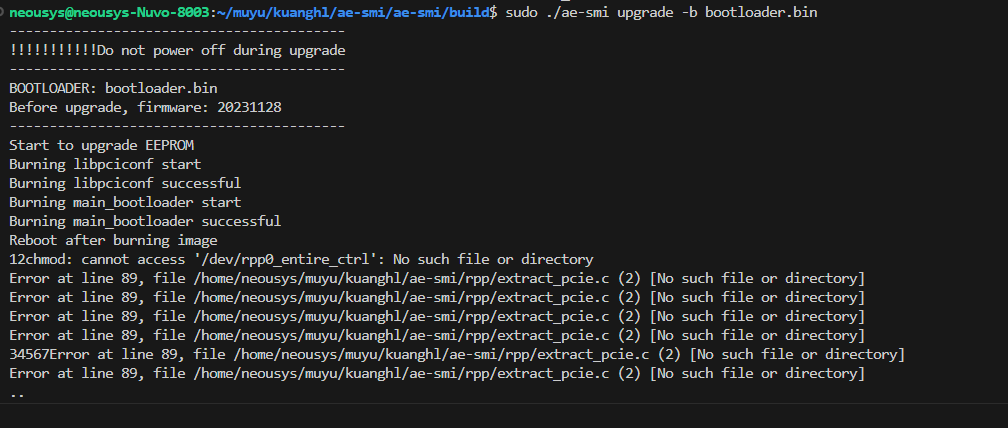 neousys@neousys-Nuvo-8003:~/muyu/kuanghl/ae-smi/ae-smi/build$ sudo ./ae-smi upgrade -b bootloader.bin
------------------------------------------
!!!!!!!!!!!Do not power off during upgrade
------------------------------------------
BOOTLOADER: bootloader.bin
Before upgrade, firmware: 20231128
------------------------------------------
Start to upgrade EEPROM
Burning libpciconf start
Burning libpciconf successful
Burning main_bootloader start
Burning main_bootloader successful
Reboot after burning image
12chmod: cannot access '/dev/rpp0_entire_ctrl': No such file or directory
Error at line 89, file /home/neousys/muyu/kuanghl/ae-smi/rpp/extract_pcie.c (2) [No such file or directory]
Error at line 89, file /home/neousys/muyu/kuanghl/ae-smi/rpp/extract_pcie.c (2) [No such file or directory]
Error at line 89, file /home/neousys/muyu/kuanghl/ae-smi/rpp/extract_pcie.c (2) [No such file or directory]
Error at line 89, file /home/neousys/muyu/kuanghl/ae-smi/rpp/extract_pcie.c (2) [No such file or directory]
34567Error at line 89, file /home/neousys/muyu/kuanghl/ae-smi/rpp/extract_pcie.c (2) [No such file or directory]
Error at line 89, file /home/neousys/muyu/kuanghl/ae-smi/rpp/extract_pcie.c (2) [No such file or directory]
..